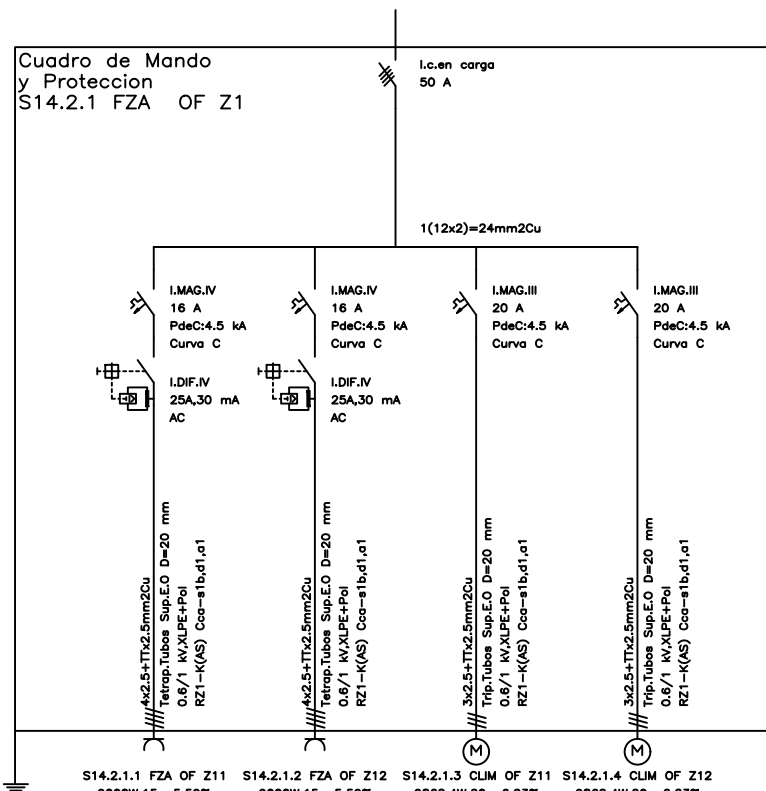 Cuadro de Mando
y Proteccion
S14.2.1 FZA OF Z1
I.c.en carga
50 A
1(12x2)=24mm2Cu
I.MAG.IV
16 A
PdeC:4.5 kA
Curva C
I.DIF.IV
25A,30 mA
AC
I.MAG.IV
16 A
PdeC:4.5 kA
Curva C
I.DIF.IV
25A,30 mA
AC
I.MAG.III
20 A
PdeC:4.5 kA
Curva C
I.MAG.III
20 A
PdeC:4.5 kA
Curva C
4x2.5+TTx2.5mm2Cu
Tetrap.Tubos Sup.E.O D=20 mm
0.6/1 kV,XLPE+Pol
RZ1-K(AS) Cca-s1b,d1,a1
4x2.5+TTx2.5mm2Cu
Tetrap.Tubos Sup.E.O D=20 mm
0.6/1 kV,XLPE+Pol
RZ1-K(AS) Cca-s1b,d1,a1
3x2.5+TTx2.5mm2Cu
Trip.Tubos Sup.E.O D=20 mm
0.6/1 kV,XLPE+Pol
RZ1-K(AS) Cca-s1b,d1,a1
3x2.5+TTx2.5mm2Cu
Trip.Tubos Sup.E.O D=20 mm
0.6/1 kV,XLPE+Pol
RZ1-K(AS) Cca-s1b,d1,a1
M
M
S14.2.1.1 FZA OF Z11
S14.2.1.2 FZA OF Z12
S14.2.1.3 CLIM OF Z11
S14.2.1.4 CLIM OF Z12